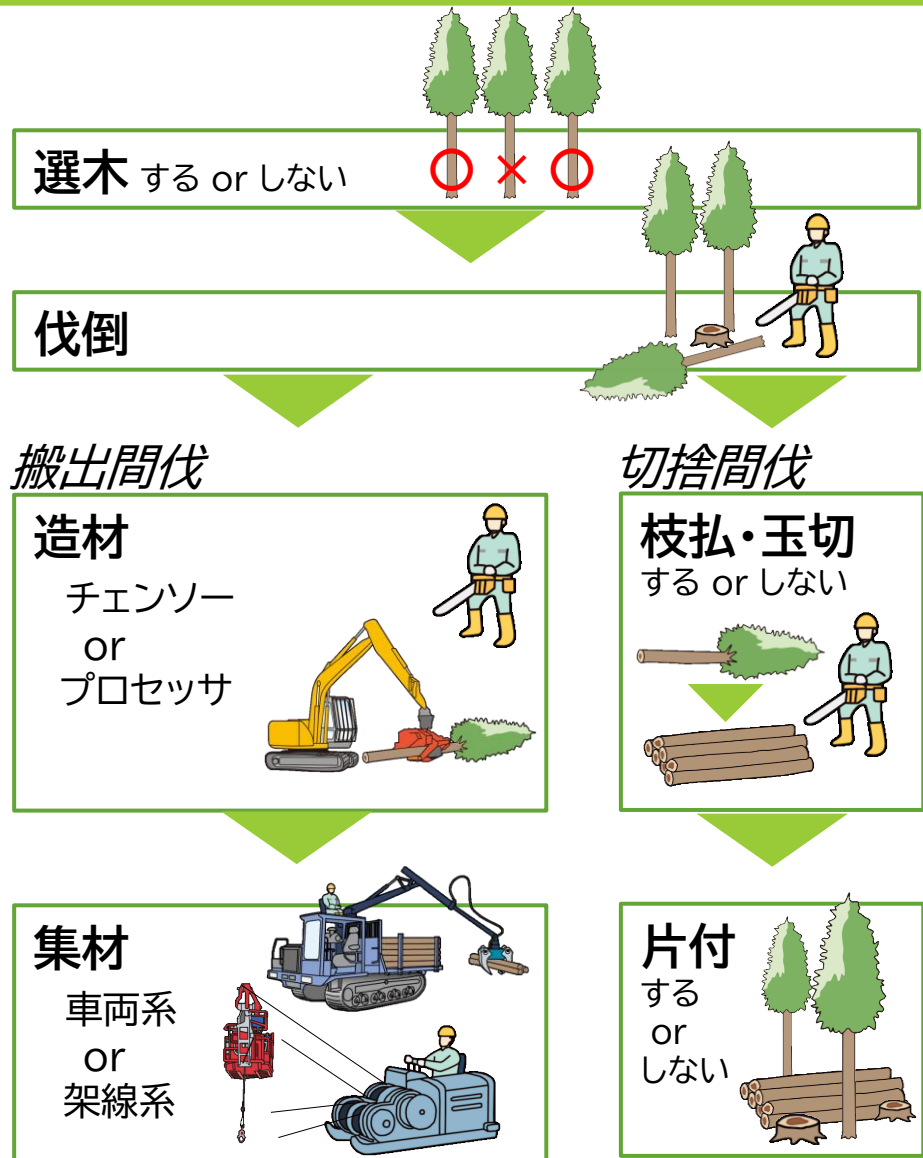 選木 する or しない
伐倒
搬出間伐
造材
チェンソー
or
プロセッサ
集材
車両系
or
架線系
切捨間伐
枝払・玉切
する or しない
片付
する
or
しない